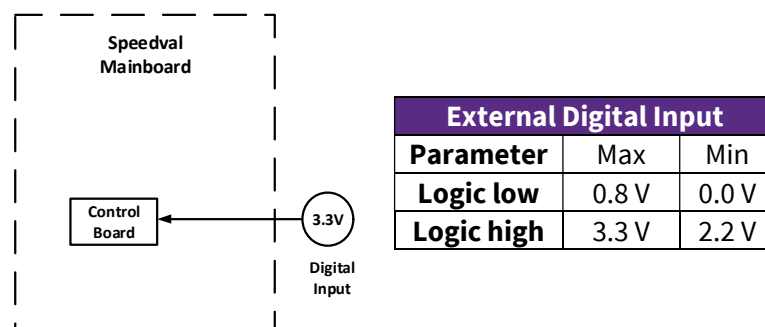 Speedval
Mainboard
Control
Board
3.3V
Digital
Input
External Digital Input
Parameter Max Min
Logic low 0.8 V 0.0 V
Logic high 3.3 V 2.2 V